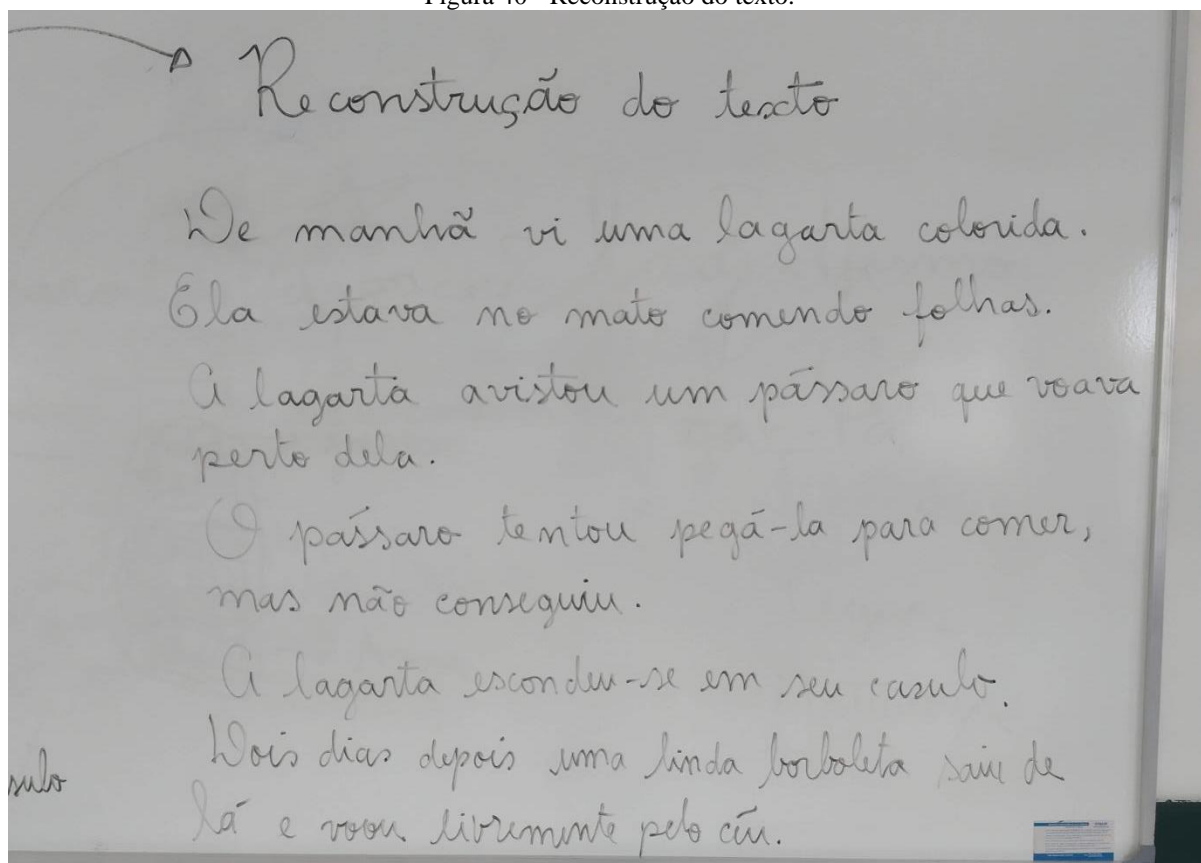 Figura 40 - Reconstrução do texto.
Reconstrução do texto
De manhã vi uma lagarta colorida.
Ela estava no mato comendo folhas.
A lagarta avistou um pássaro que voava
perto dela.
O pássaro tentou pegá-la para comer,
mas não conseguiu.
A lagarta escondeu-se em seu casulo.
sulo
Dois dias depois uma linda borboleta saiu de
lá e voou livremente pelo céu.